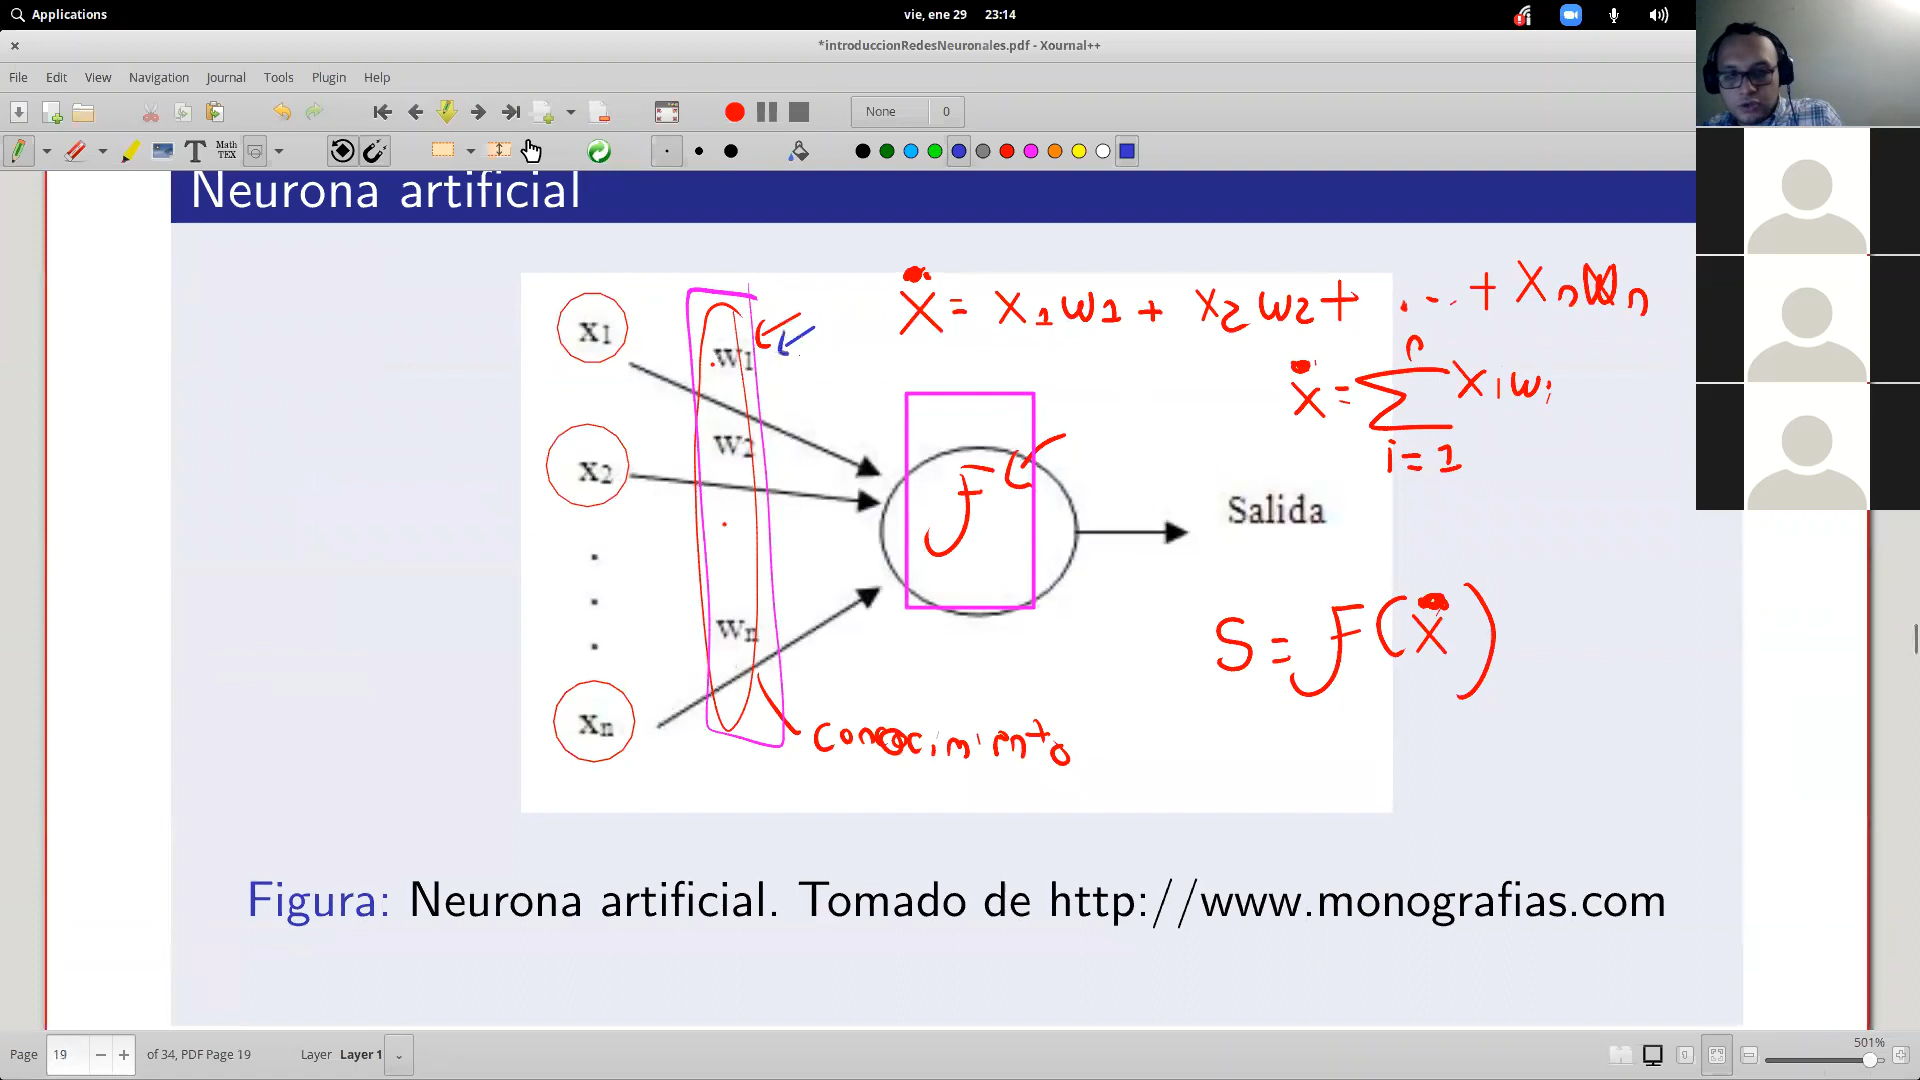 Applications
vie, ene 29 23:14
*introduccionRedesNeuronales.pdf - Xournal++
File Edit View Navigation Journal Tools Plugin Help
None 0
Math
TEX
Neurona artificial
Ẋ = X1W1 + X2W2 + ... + XnWn
x1
w1
n
Ẋ = ∑ XiWi
i=1
w2
x2
F
Salida
wn
S = F(Ẋ)
xn
conocimiento
Figura: Neurona artificial. Tomado de http://www.monografias.com
Page 19 of 34, PDF Page 19 Layer Layer 1
501%